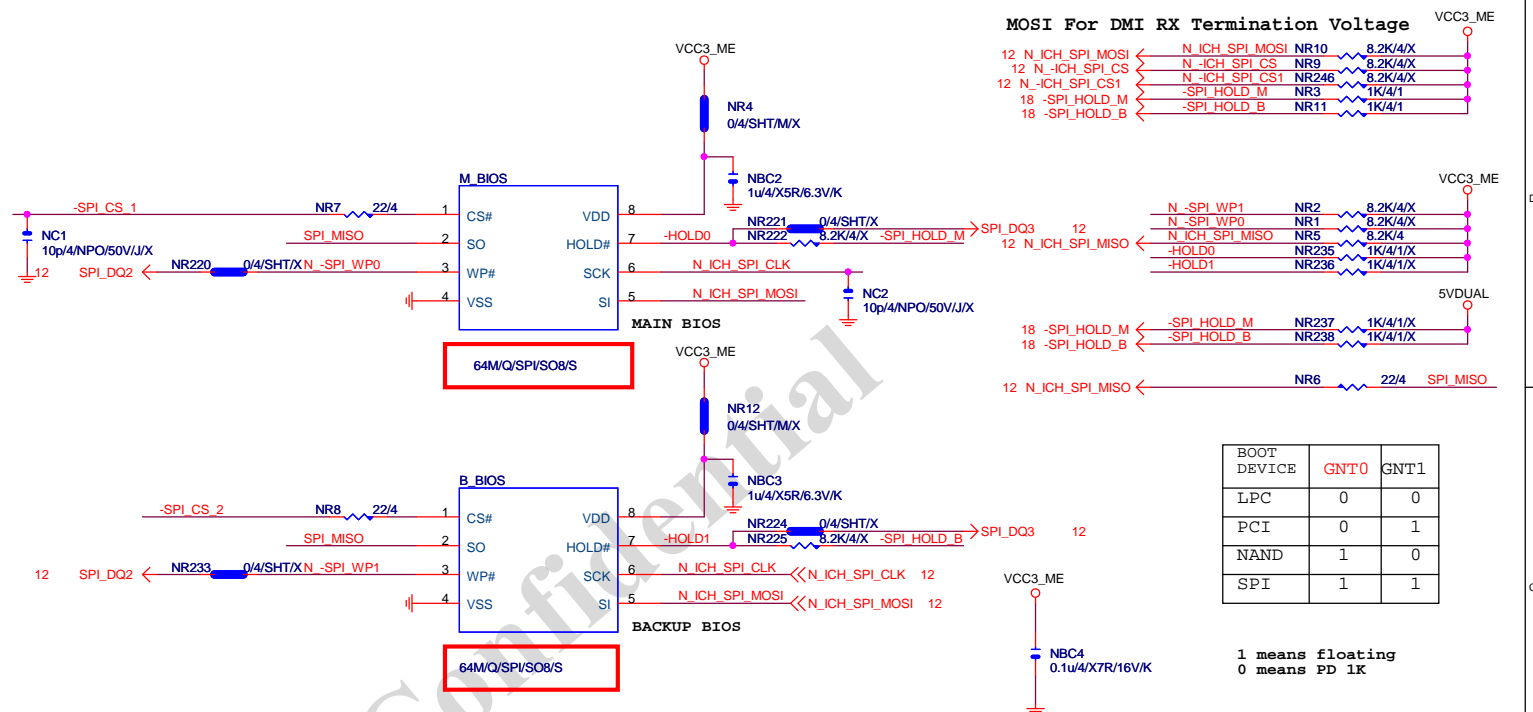 MOSI For DMI RX Termination Voltage
VCC3_ME
12 N_ICH_SPI_MOSI N_ICH_SPI_MOSI NR10 8.2K/4/X
12 N_-ICH_SPI_CS N_-ICH_SPI_CS NR9 8.2K/4/X
12 N_-ICH_SPI_CS1 N_-ICH_SPI_CS1 NR246 8.2K/4/X
18 -SPI_HOLD_M -SPI_HOLD_M NR3 1K/4/1
18 -SPI_HOLD_B -SPI_HOLD_B NR11 1K/4/1
VCC3_ME
NR4
0/4/SHT/M/X
NBC2
1u/4/X5R/6.3V/K
M_BIOS
-SPI_CS_1 NR7 22/4 1 CS# VDD 8
NC1
10p/4/NPO/50V/J/X
SPI_MISO 2 SO HOLD# 7 -HOLD0
NR221 0/4/SHT/X SPI_DQ3 12
NR222 8.2K/4/X -SPI_HOLD_M
12 SPI_DQ2 NR220 0/4/SHT/X N_-SPI_WP0 3 WP# SCK 6 N_ICH_SPI_CLK
4 VSS SI 5 N_ICH_SPI_MOSI
NC2
10p/4/NPO/50V/J/X
MAIN BIOS
64M/Q/SPI/SO8/S
VCC3_ME
N_-SPI_WP1 NR2 8.2K/4/X
N_-SPI_WP0 NR1 8.2K/4/X
12 N_ICH_SPI_MISO N_ICH_SPI_MISO NR5 8.2K/4
-HOLD0 NR235 1K/4/1/X
-HOLD1 NR236 1K/4/1/X
5VDUAL
18 -SPI_HOLD_M -SPI_HOLD_M NR237 1K/4/1/X
18 -SPI_HOLD_B -SPI_HOLD_B NR238 1K/4/1/X
12 N_ICH_SPI_MISO NR6 22/4 SPI_MISO
VCC3_ME
NR12
0/4/SHT/M/X
NBC3
1u/4/X5R/6.3V/K
B_BIOS
-SPI_CS_2 NR8 22/4 1 CS# VDD 8
SPI_MISO 2 SO HOLD# 7 -HOLD1
NR224 0/4/SHT/X SPI_DQ3 12
NR225 8.2K/4/X -SPI_HOLD_B
12 SPI_DQ2 NR233 0/4/SHT/X N_-SPI_WP1 3 WP# SCK 6 N_ICH_SPI_CLK N_ICH_SPI_CLK 12
4 VSS SI 5 N_ICH_SPI_MOSI N_ICH_SPI_MOSI 12
BACKUP BIOS
64M/Q/SPI/SO8/S
VCC3_ME
NBC4
0.1u/4/X7R/16V/K
BOOT
DEVICE GNT0 GNT1
LPC 0 0
PCI 0 1
NAND 1 0
SPI 1 1
1 means floating
0 means PD 1K
Confidential